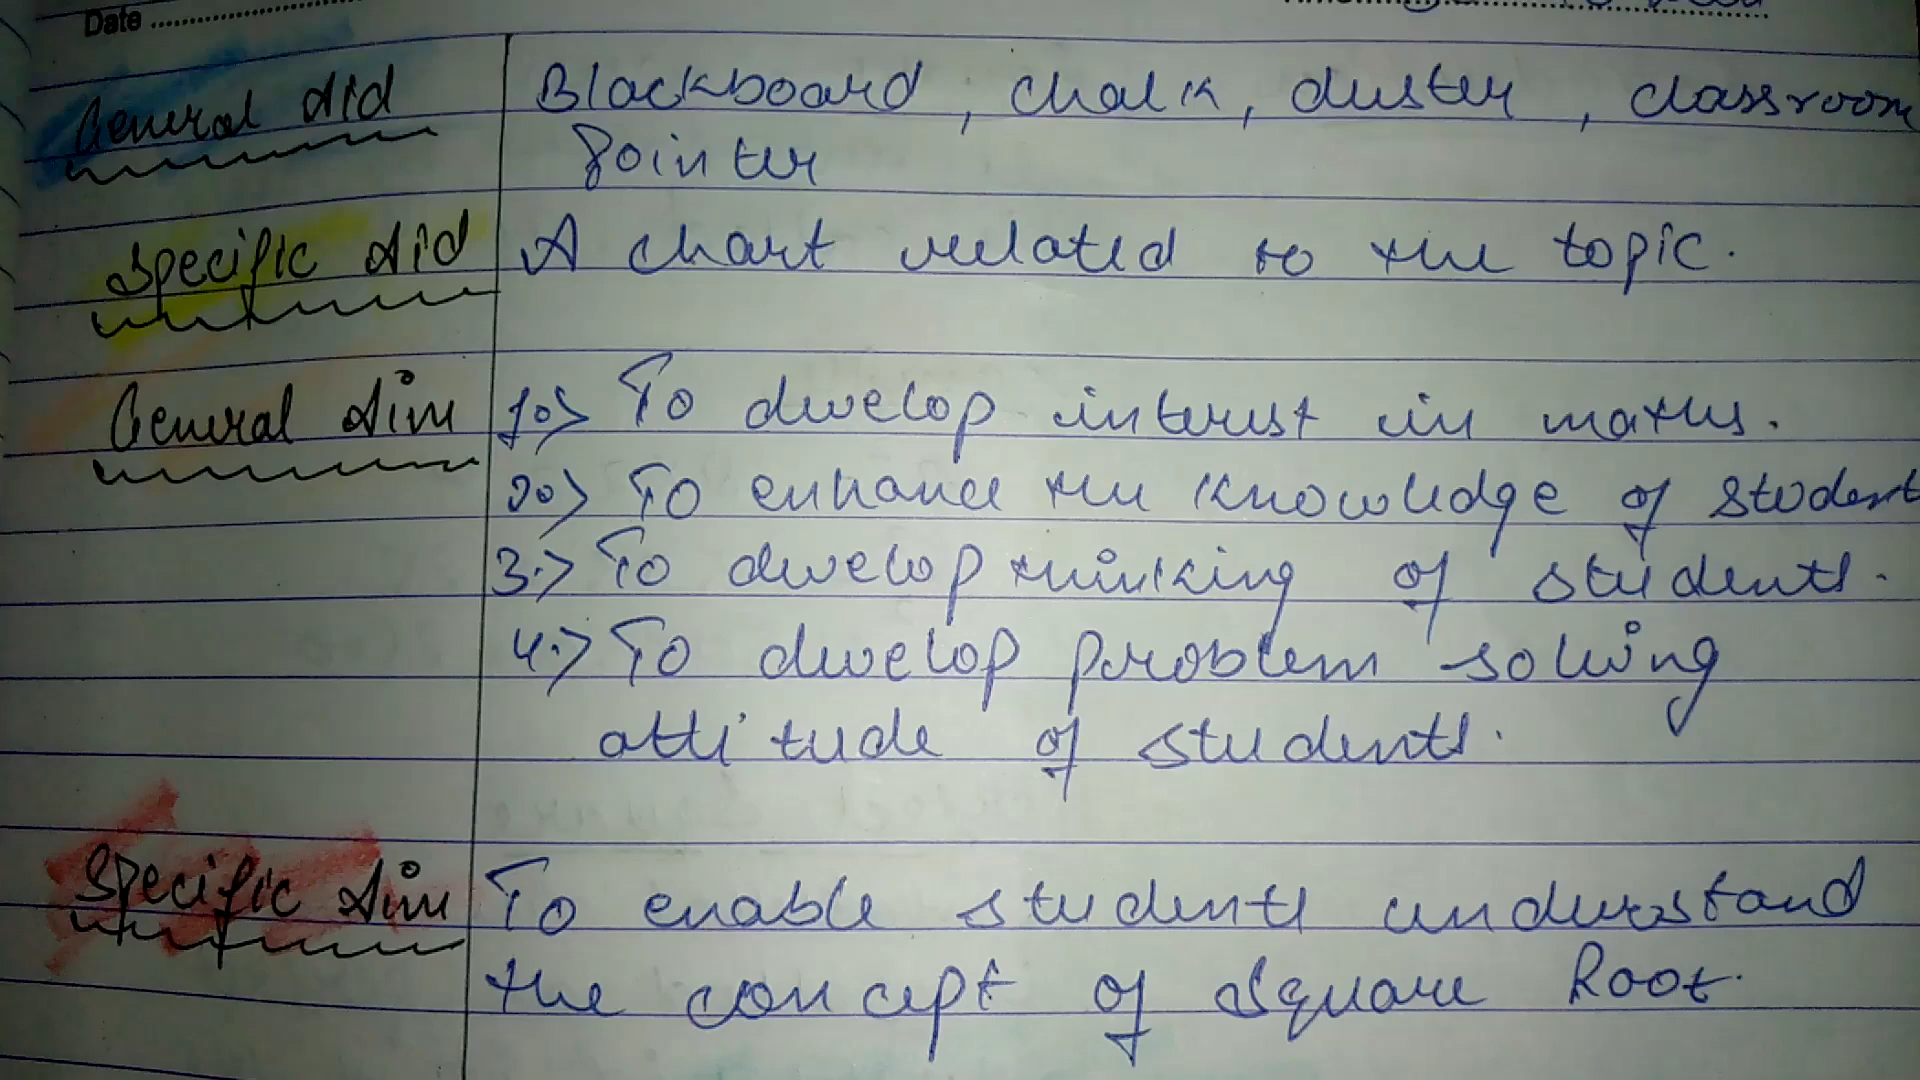 Date
General Aid
Blackboard, chalk, duster, classroom
Pointer
Specific Aid
A chart related to the topic.
General Aim
1.> To develop interest in maths.
2.> To enhance the knowledge of student
3.> To develop thinking of students.
4.> To develop problem solving
attitude of students.
Specific Aim
To enable students understand
the concept of Square Root.